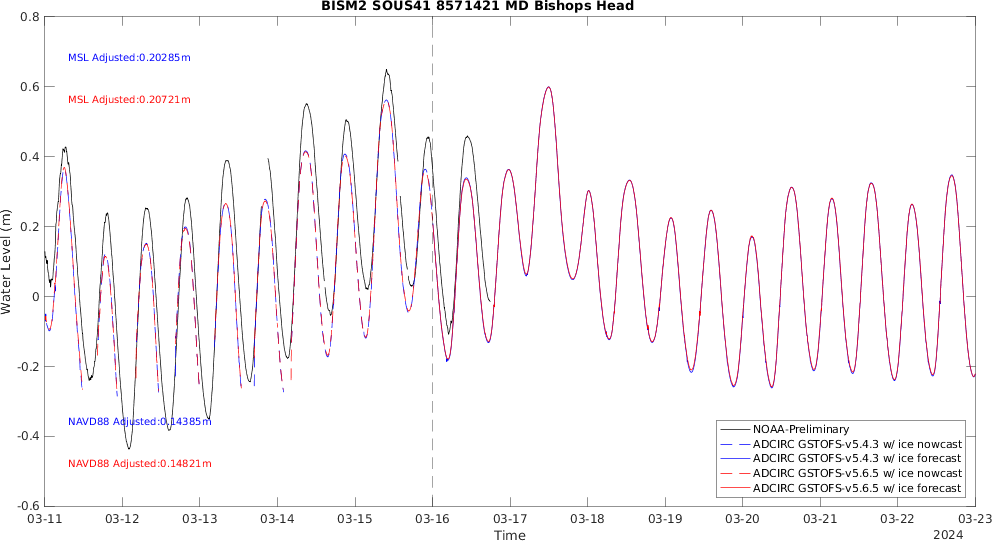 BISM2 SOUS41 8571421 MD Bishops Head
0.8
MSL Adjusted:0.20285m
0.6
MSL Adjusted:0.20721m
0.4
0.2
Water Level (m)
0
-0.2
NAVD88 Adjusted:0.14385m
-0.4
NAVD88 Adjusted:0.14821m
NOAA-Preliminary
ADCIRC GSTOFS-v5.4.3 w/ ice nowcast
ADCIRC GSTOFS-v5.4.3 w/ ice forecast
ADCIRC GSTOFS-v5.6.5 w/ ice nowcast
ADCIRC GSTOFS-v5.6.5 w/ ice forecast
-0.6
03-11 03-12 03-13 03-14 03-15 03-16 03-17 03-18 03-19 03-20 03-21 03-22 03-23
Time 2024